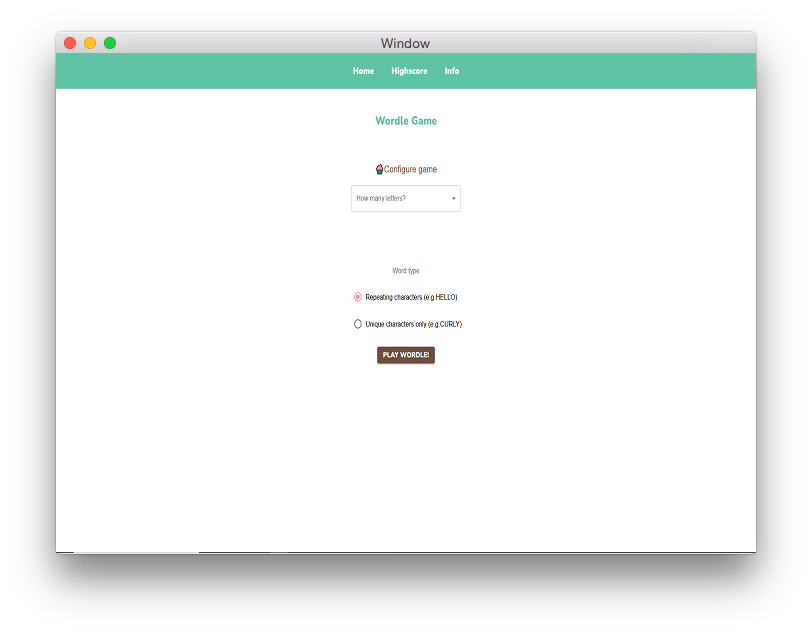 Window
Home Highscore Info
Wordle Game
Configure game
How many letters?
Word type
Repeating characters (e.g.HELLO)
Unique characters only (e.g.CURLY)
PLAY WORDLE!